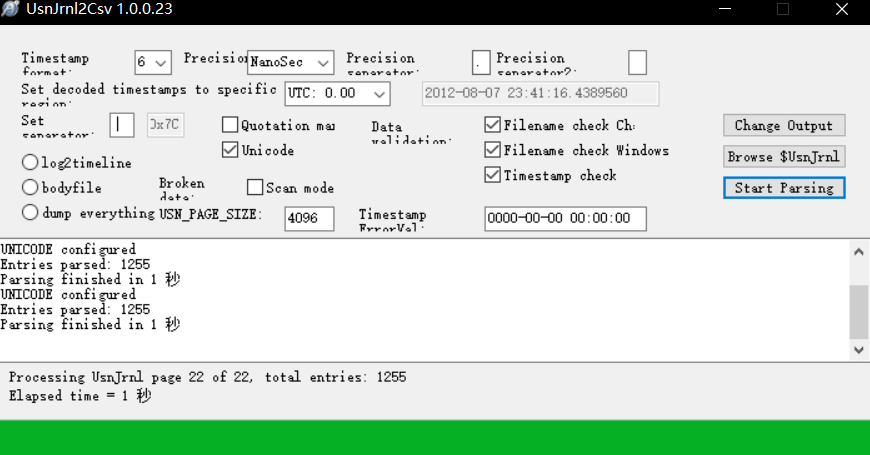 UsnJrnl2Csv 1.0.0.23
Timestamp format: 6 Precision NanoSec Precision separator: . Precision separator2:
Set decoded timestamps to specific region: UTC: 0.00 2012-08-07 23:41:16.4389560
Set separator: | 0x7C Quotation mar Data validation: Filename check Ch Change Output
Unicode Filename check Windows Browse $UsnJrnl
log2timeline Timestamp check
bodyfile Broken data: Scan mode Start Parsing
dump everything USN_PAGE_SIZE: 4096 Timestamp ErrorVal: 0000-00-00 00:00:00
UNICODE configured
Entries parsed: 1255
Parsing finished in 1 秒
UNICODE configured
Entries parsed: 1255
Parsing finished in 1 秒
Processing UsnJrnl page 22 of 22, total entries: 1255
Elapsed time = 1 秒